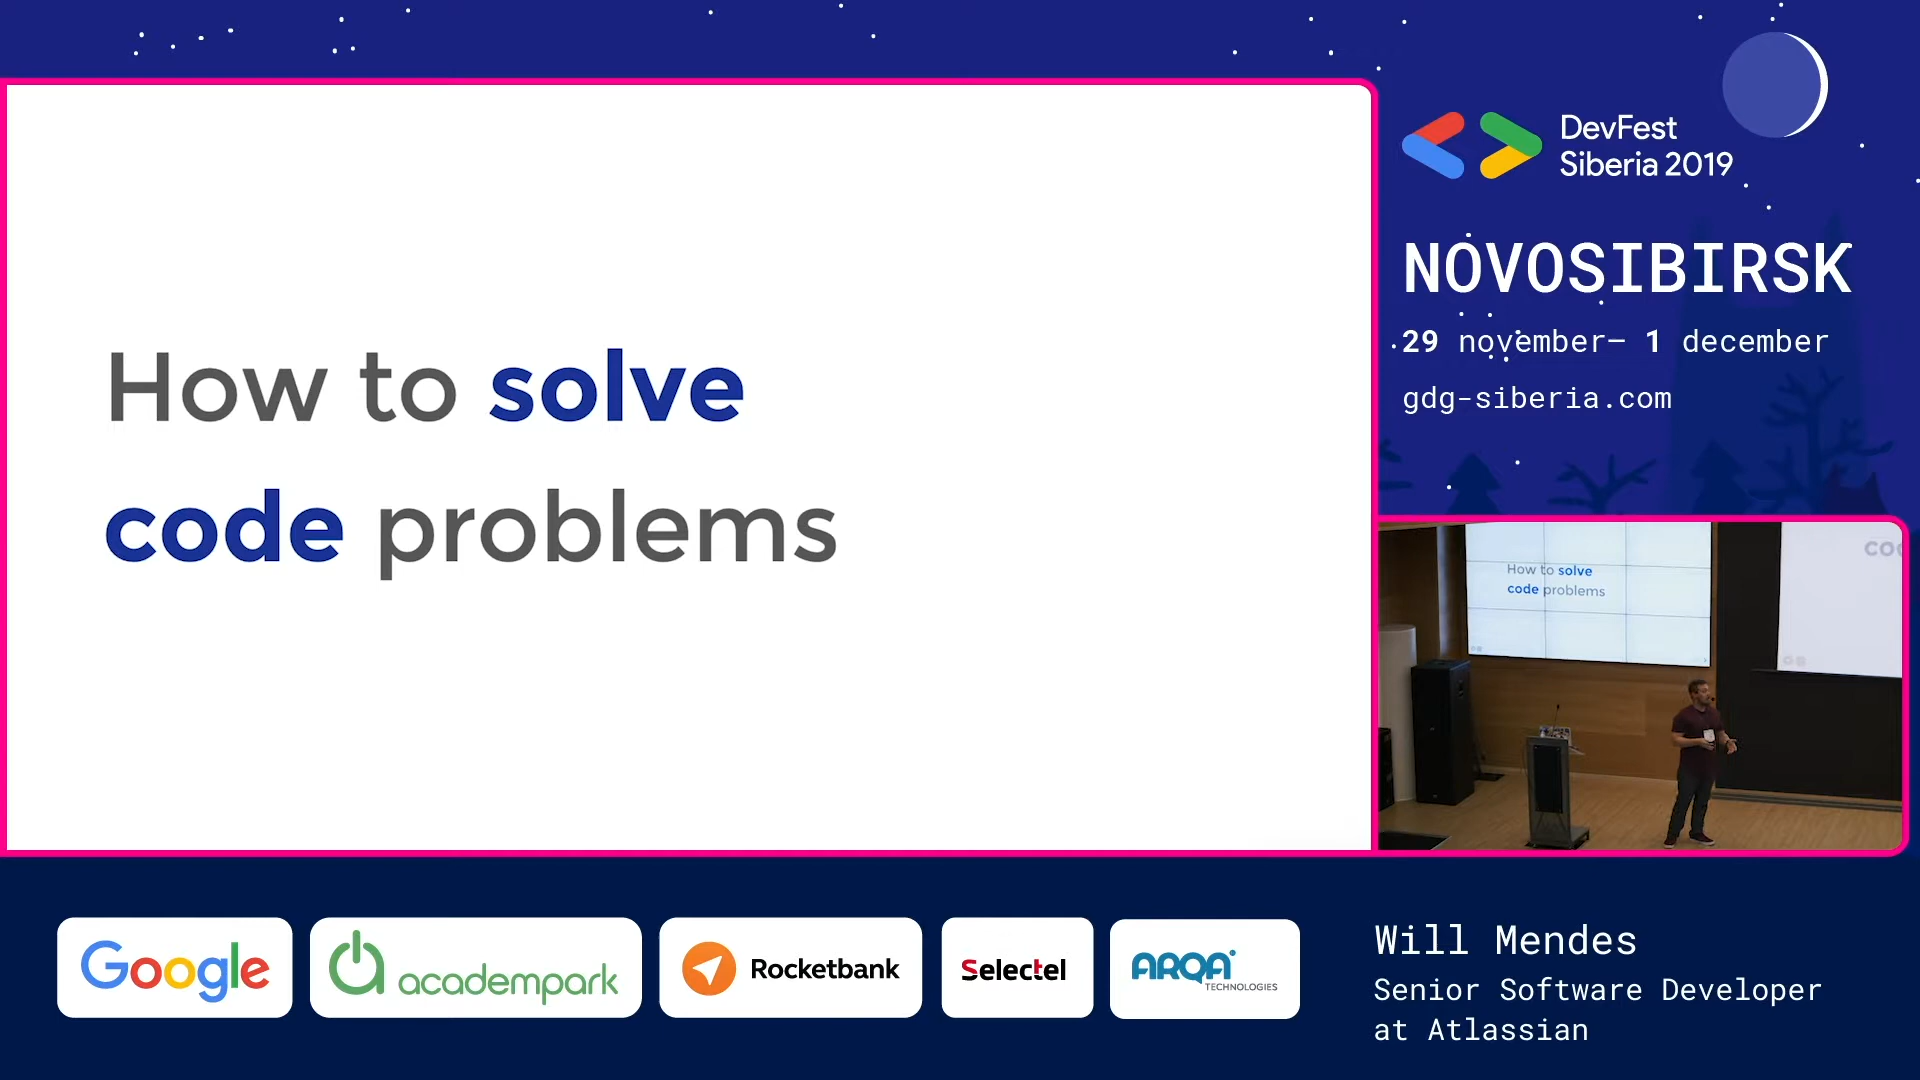 How to solve
code problems
DevFest
Siberia 2019
NOVOSIBIRSK
29 november– 1 december
gdg-siberia.com
How to solve
code problems
Google
academpark
Rocketbank
Selectel
ARQA
TECHNOLOGIES
Will Mendes
Senior Software Developer
at Atlassian